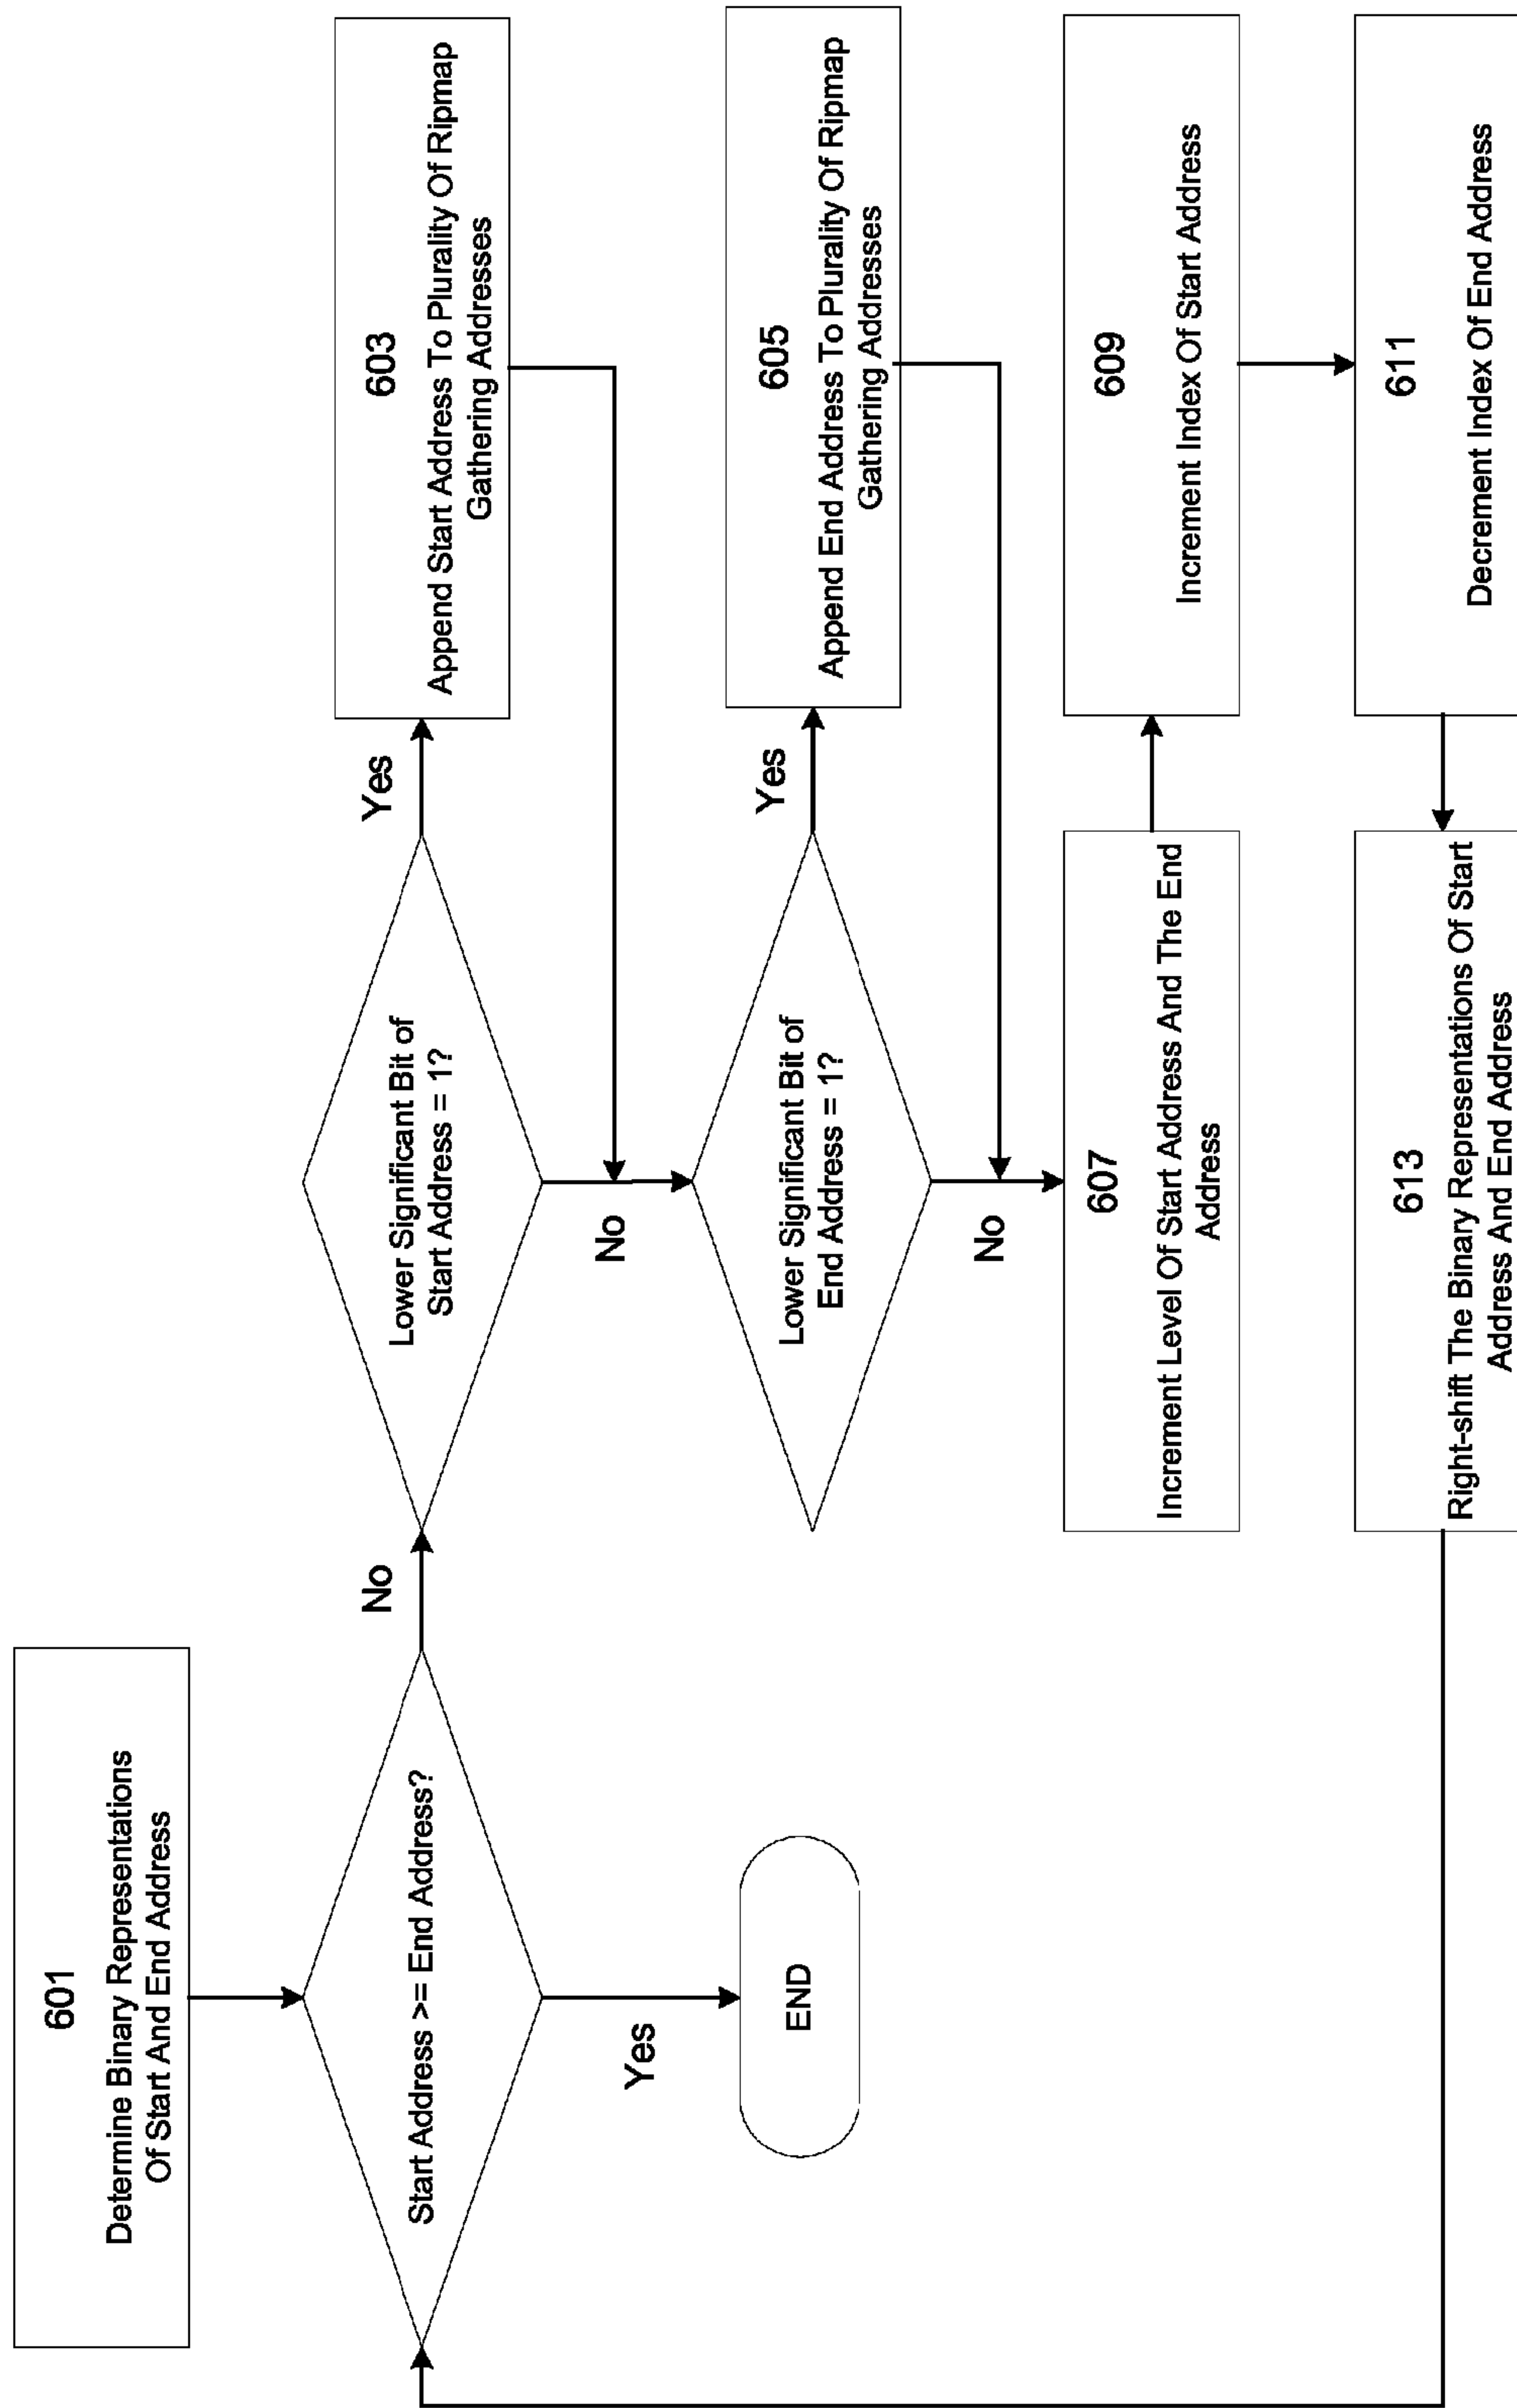 601
Determine Binary Representations
Of Start And End Address
Start Address >= End Address?
Yes
END
No
Lower Significant Bit of
Start Address = 1?
Yes
603
Append Start Address To Plurality Of Ripmap
Gathering Addresses
No
Lower Significant Bit of
End Address = 1?
Yes
605
Append End Address To Plurality Of Ripmap
Gathering Addresses
No
607
Increment Level Of Start Address And The End
Address
609
Increment Index Of Start Address
611
Decrement Index Of End Address
613
Right-shift The Binary Representations Of Start
Address And End Address